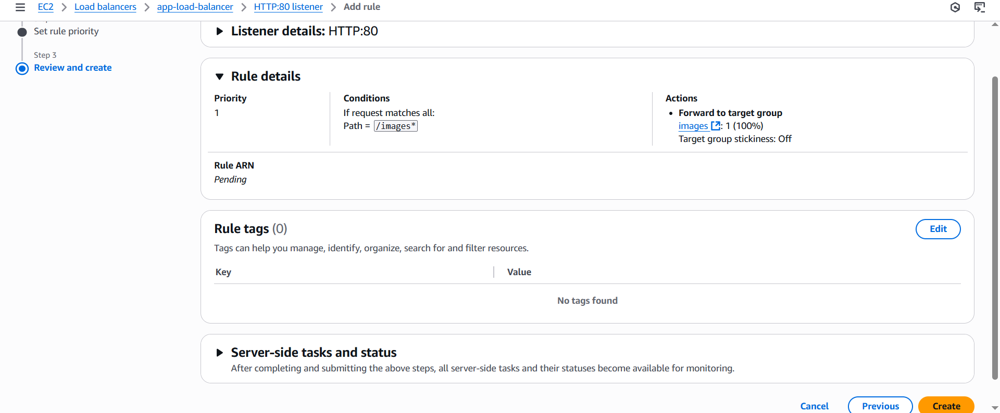 EC2 > Load balancers > app-load-balancer > HTTP:80 listener > Add rule
Set rule priority
Step 3
Review and create
Listener details: HTTP:80
Rule details
Priority
1
Conditions
If request matches all:
Path = /images*
Actions
• Forward to target group
images : 1 (100%)
Target group stickiness: Off
Rule ARN
Pending
Rule tags (0)
Edit
Tags can help you manage, identify, organize, search for and filter resources.
Key Value
No tags found
Server-side tasks and status
After completing and submitting the above steps, all server-side tasks and their statuses become available for monitoring.
Cancel Previous Create